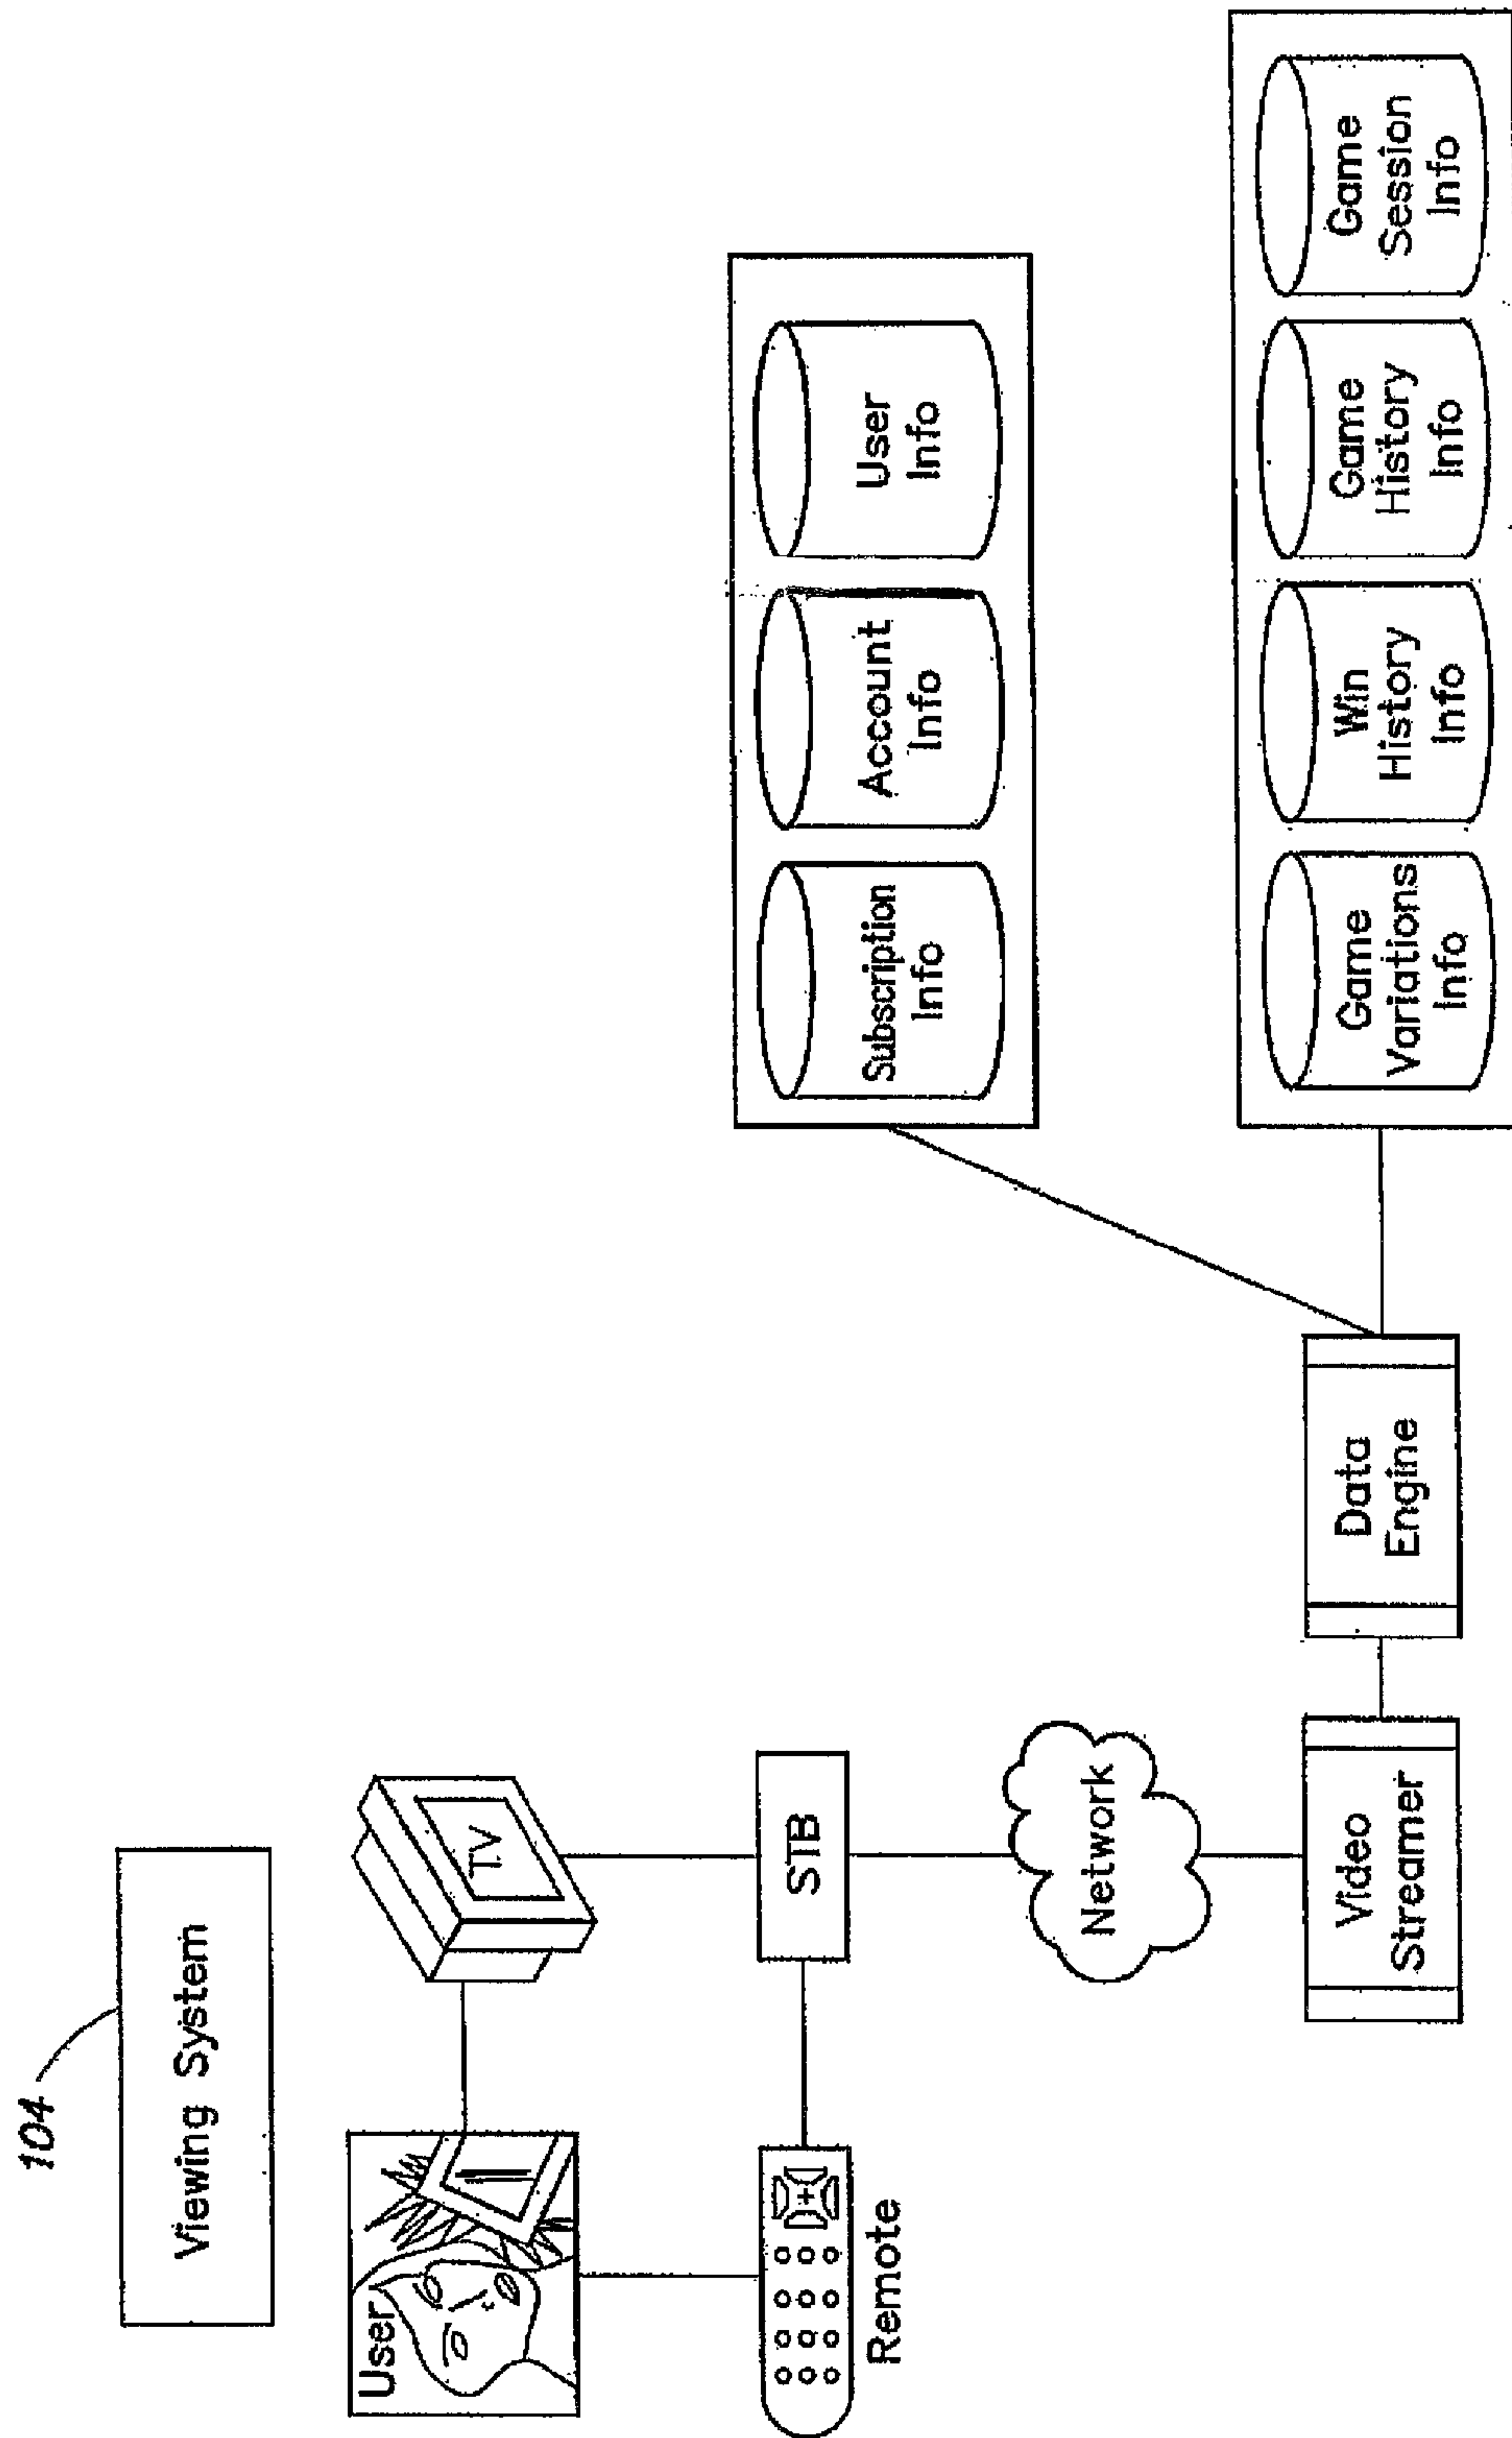 104
Viewing System
User
TV
Remote
STB
Network
Video
Streamer
Data
Engine
Subscription
Info
Account
Info
User
Info
Game
Variations
Info
Win
History
Info
Game
History
Info
Game
Session
Info